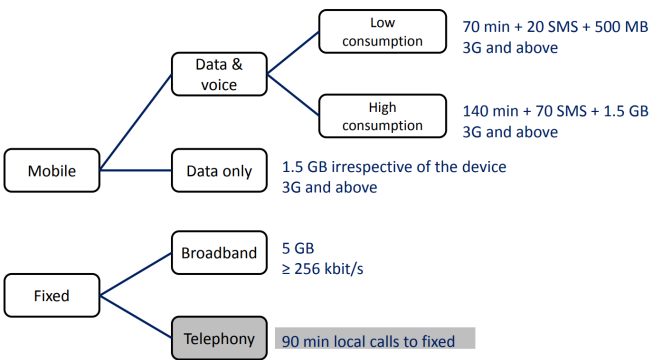 Low
consumption
70 min + 20 SMS + 500 MB
3G and above
Data &
voice
High
consumption
140 min + 70 SMS + 1.5 GB
3G and above
Mobile
Data only
1.5 GB irrespective of the device
3G and above
Broadband
5 GB
≥ 256 kbit/s
Fixed
Telephony
90 min local calls to fixed